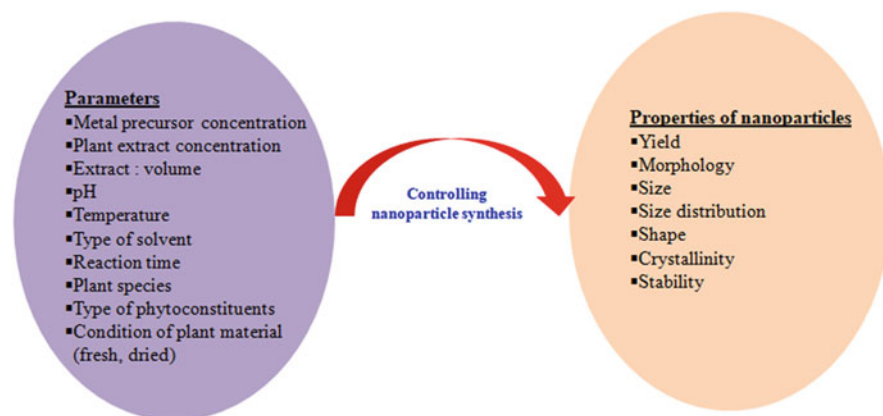 Parameters
▪Metal precursor concentration
▪Plant extract concentration
▪Extract : volume
▪pH
▪Temperature
▪Type of solvent
▪Reaction time
▪Plant species
▪Type of phytoconstituents
▪Condition of plant material
(fresh, dried)
Controlling
nanoparticle synthesis
Properties of nanoparticles
▪Yield
▪Morphology
▪Size
▪Size distribution
▪Shape
▪Crystallinity
▪Stability